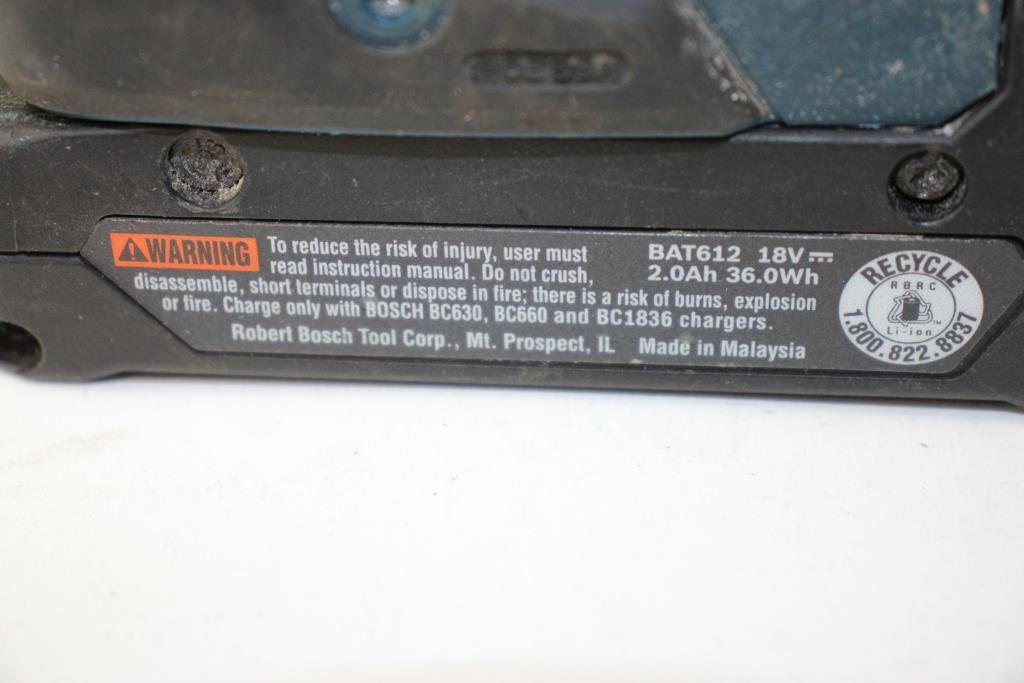 WARNING To reduce the risk of injury, user must
read instruction manual. Do not crush,
disassemble, short terminals or dispose in fire; there is a risk of burns, explosion
or fire. Charge only with BOSCH BC630, BC660 and BC1836 chargers.
Robert Bosch Tool Corp., Mt. Prospect, IL Made in Malaysia
BAT612 18V⎓
2.0Ah 36.0Wh
RECYCLE
RBRC
Li-ion
1.800.822.8837